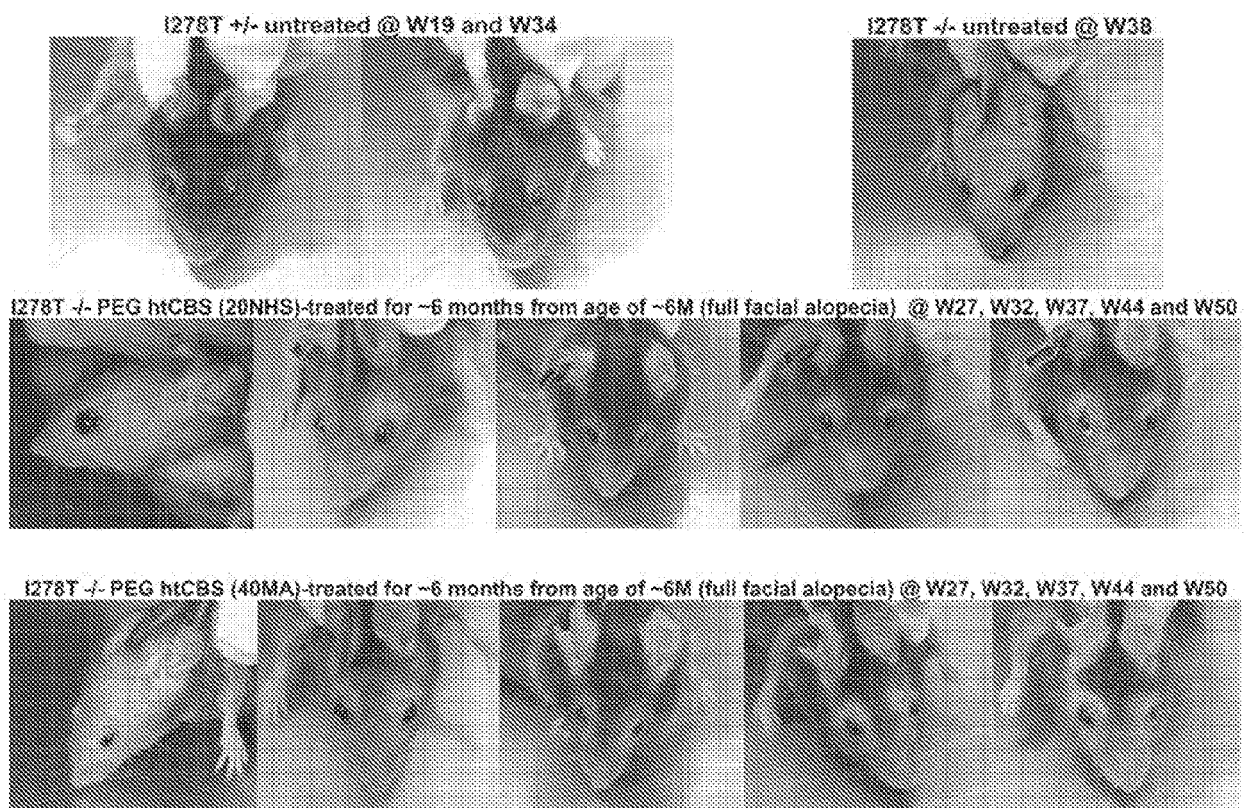 I278T +/- untreated @ W19 and W34
I278T -/- untreated @ W38
I278T -/- PEG htCBS (20NHS)-treated for ~6 months from age of ~6M (full facial alopecia) @ W27, W32, W37, W44 and W50
I278T -/- PEG htCBS (40MA)-treated for ~6 months from age of ~6M (full facial alopecia) @ W27, W32, W37, W44 and W50